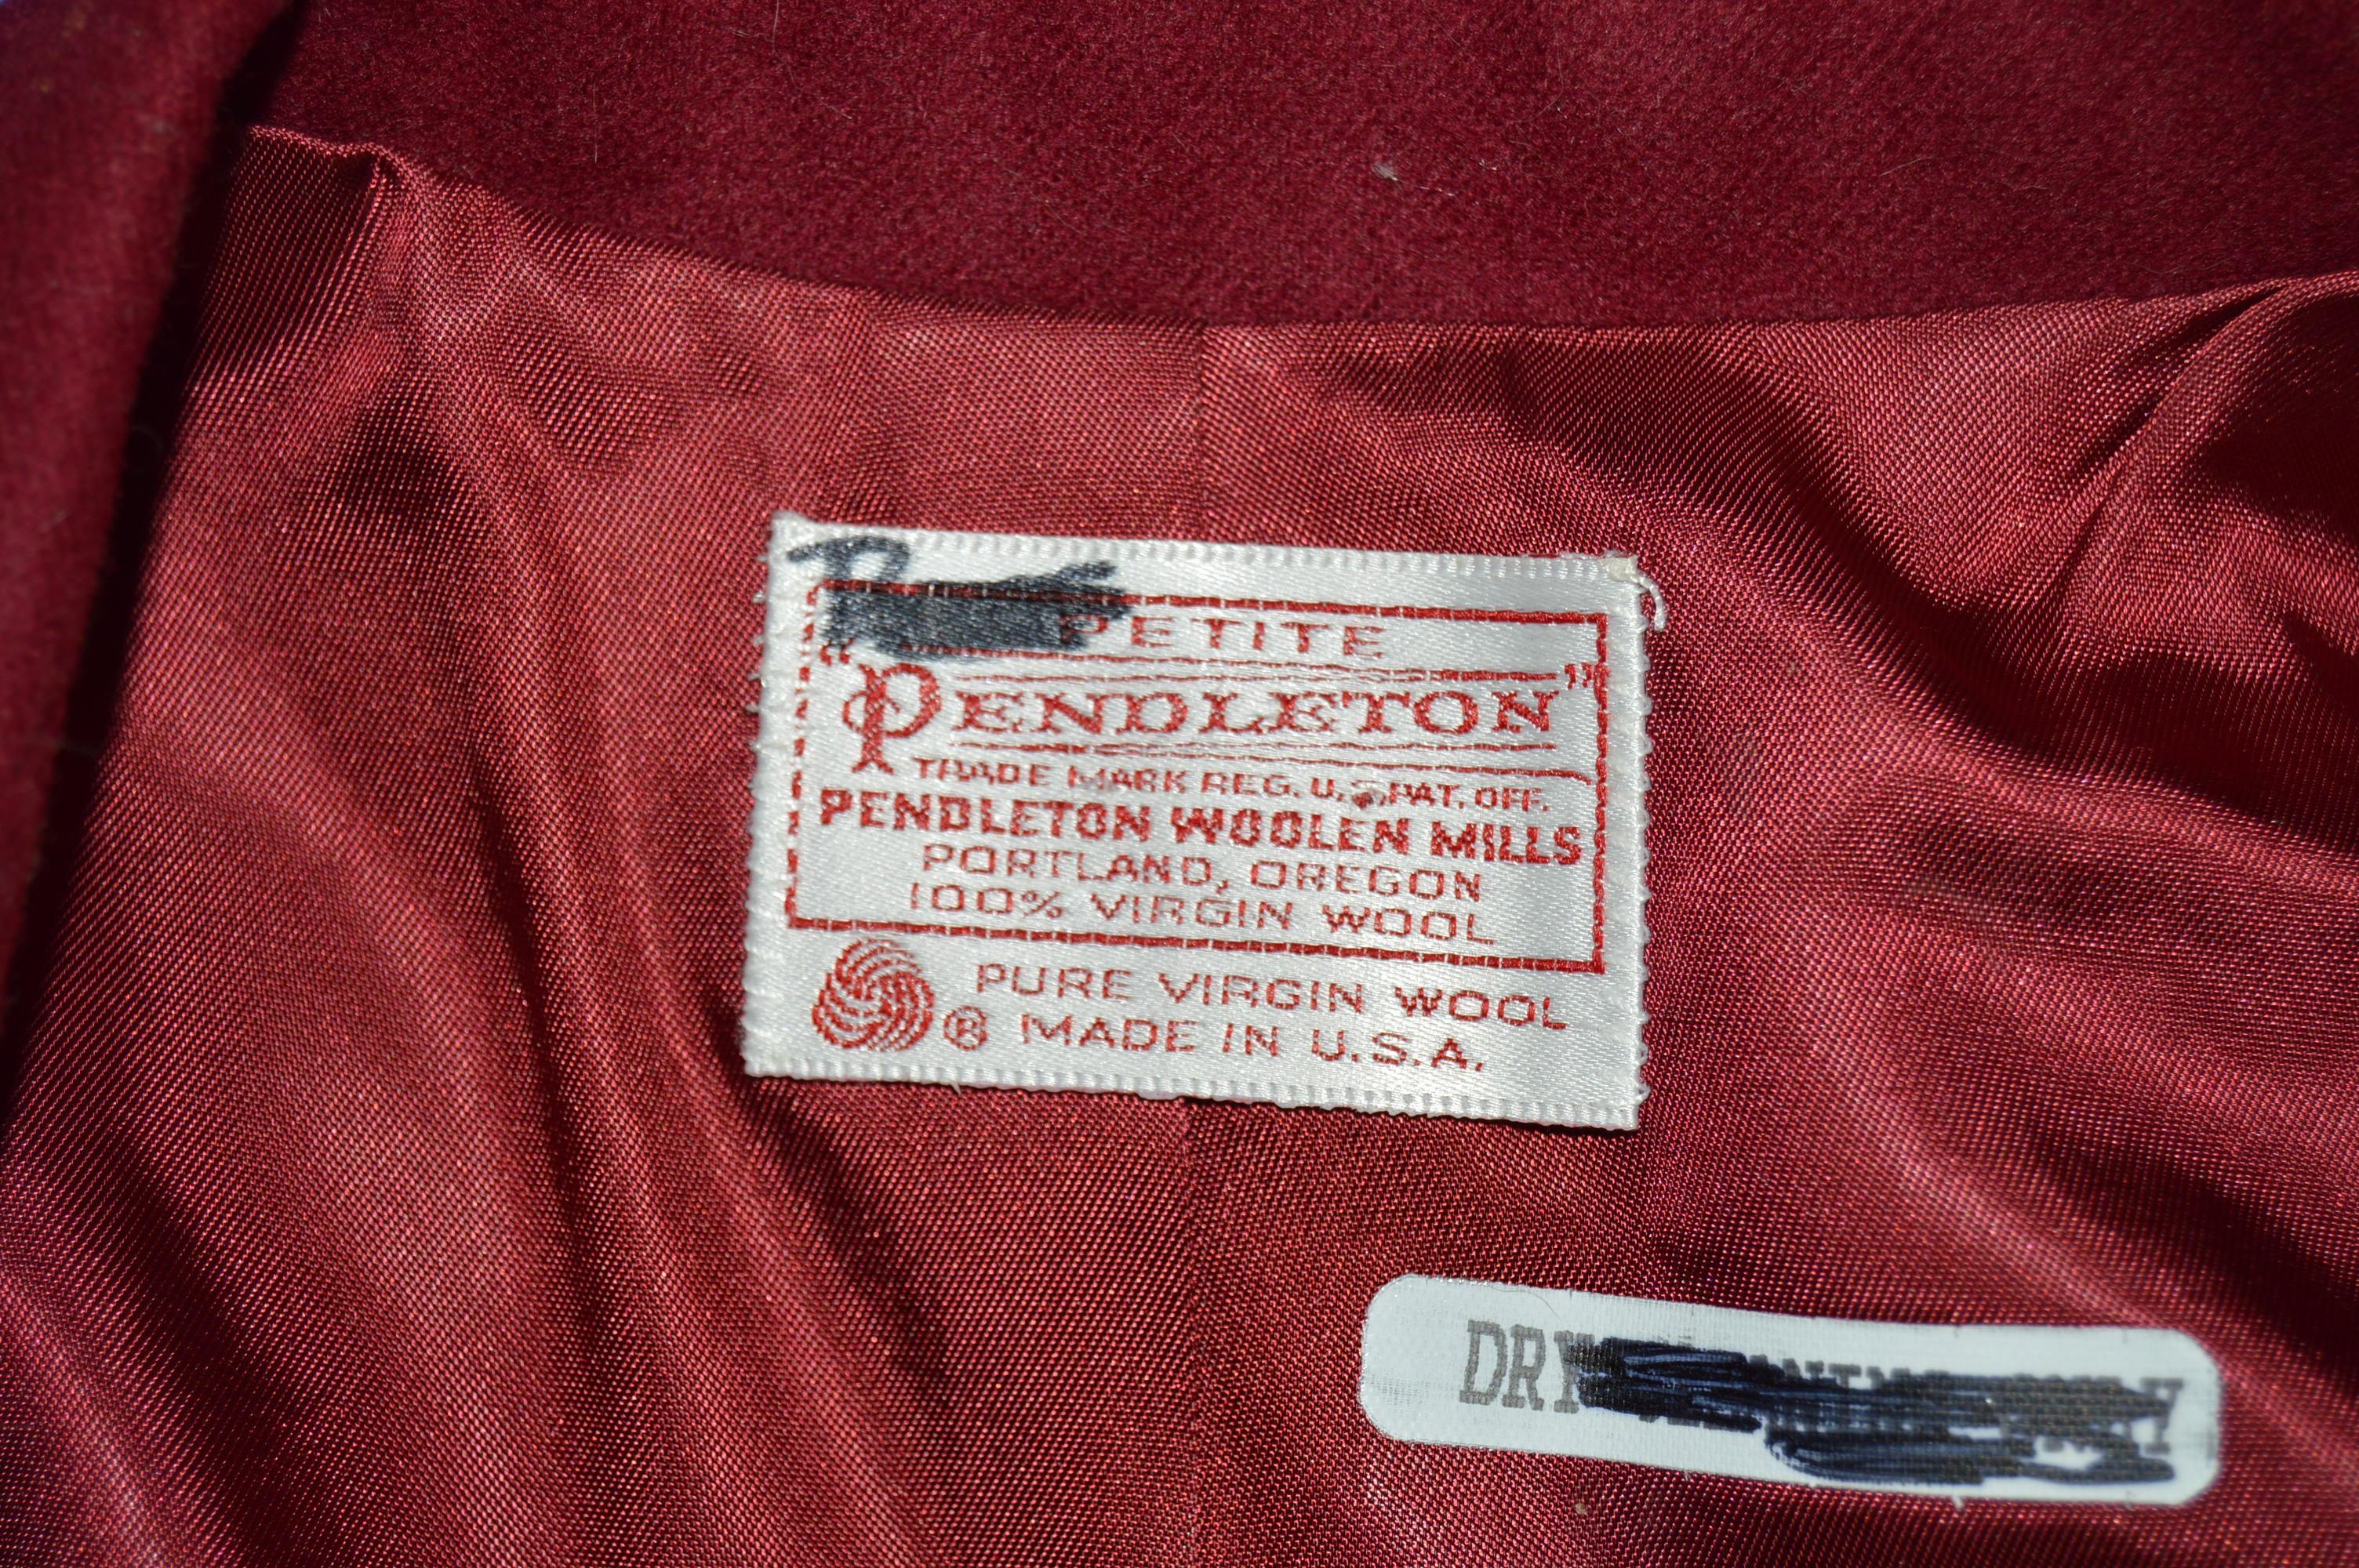 PETITE
"PENDLETON"
TRADE MARK REG. U.S. PAT. OFF.
PENDLETON WOOLEN MILLS
PORTLAND, OREGON
100% VIRGIN WOOL
PURE VIRGIN WOOL
® MADE IN U.S.A.
DRY